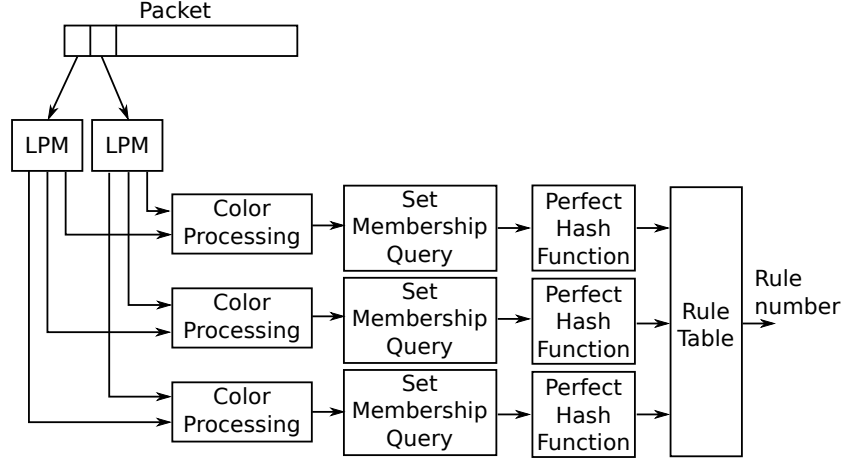 Packet
LPM
LPM
Color
Processing
Set
Membership
Query
Perfect
Hash
Function
Color
Processing
Set
Membership
Query
Perfect
Hash
Function
Color
Processing
Set
Membership
Query
Perfect
Hash
Function
Rule
Table
Rule
number